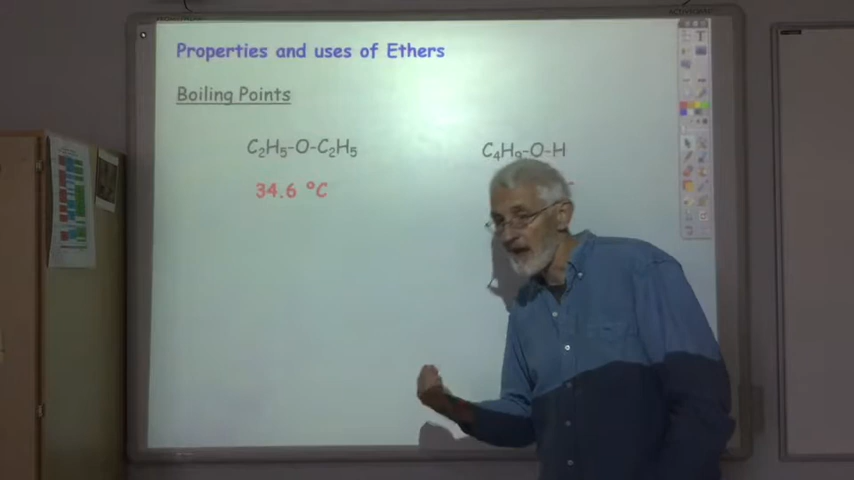 Properties and uses of Ethers
Boiling Points
C₂H₅-O-C₂H₅
C₄H₉-O-H
34.6 °C